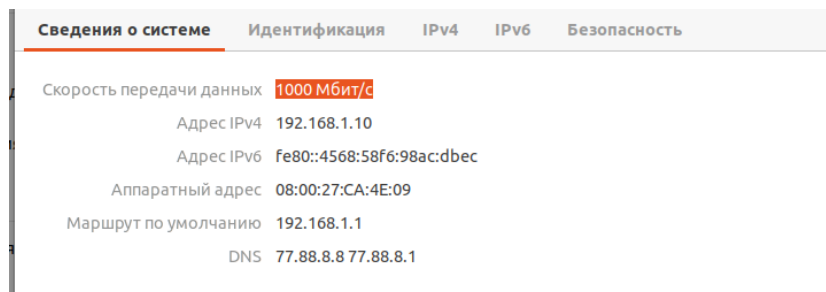 Сведения о системе Идентификация IPv4 IPv6 Безопасность
Скорость передачи данных 1000 Мбит/с
Адрес IPv4 192.168.1.10
Адрес IPv6 fe80::4568:58f6:98ac:dbec
Аппаратный адрес 08:00:27:CA:4E:09
Маршрут по умолчанию 192.168.1.1
DNS 77.88.8.8 77.88.8.1